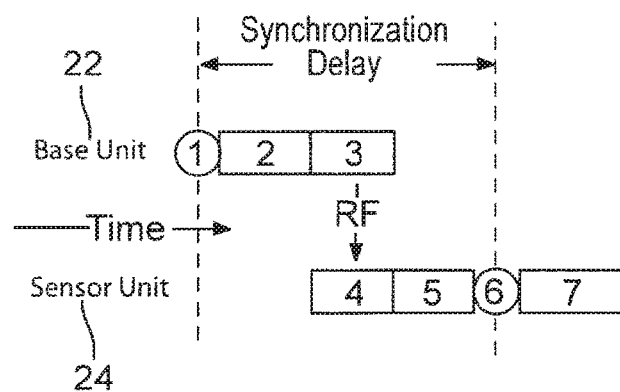 Synchronization
Delay
22
Base Unit
1 2 3
RF
Time
Sensor Unit
4 5 6 7
24